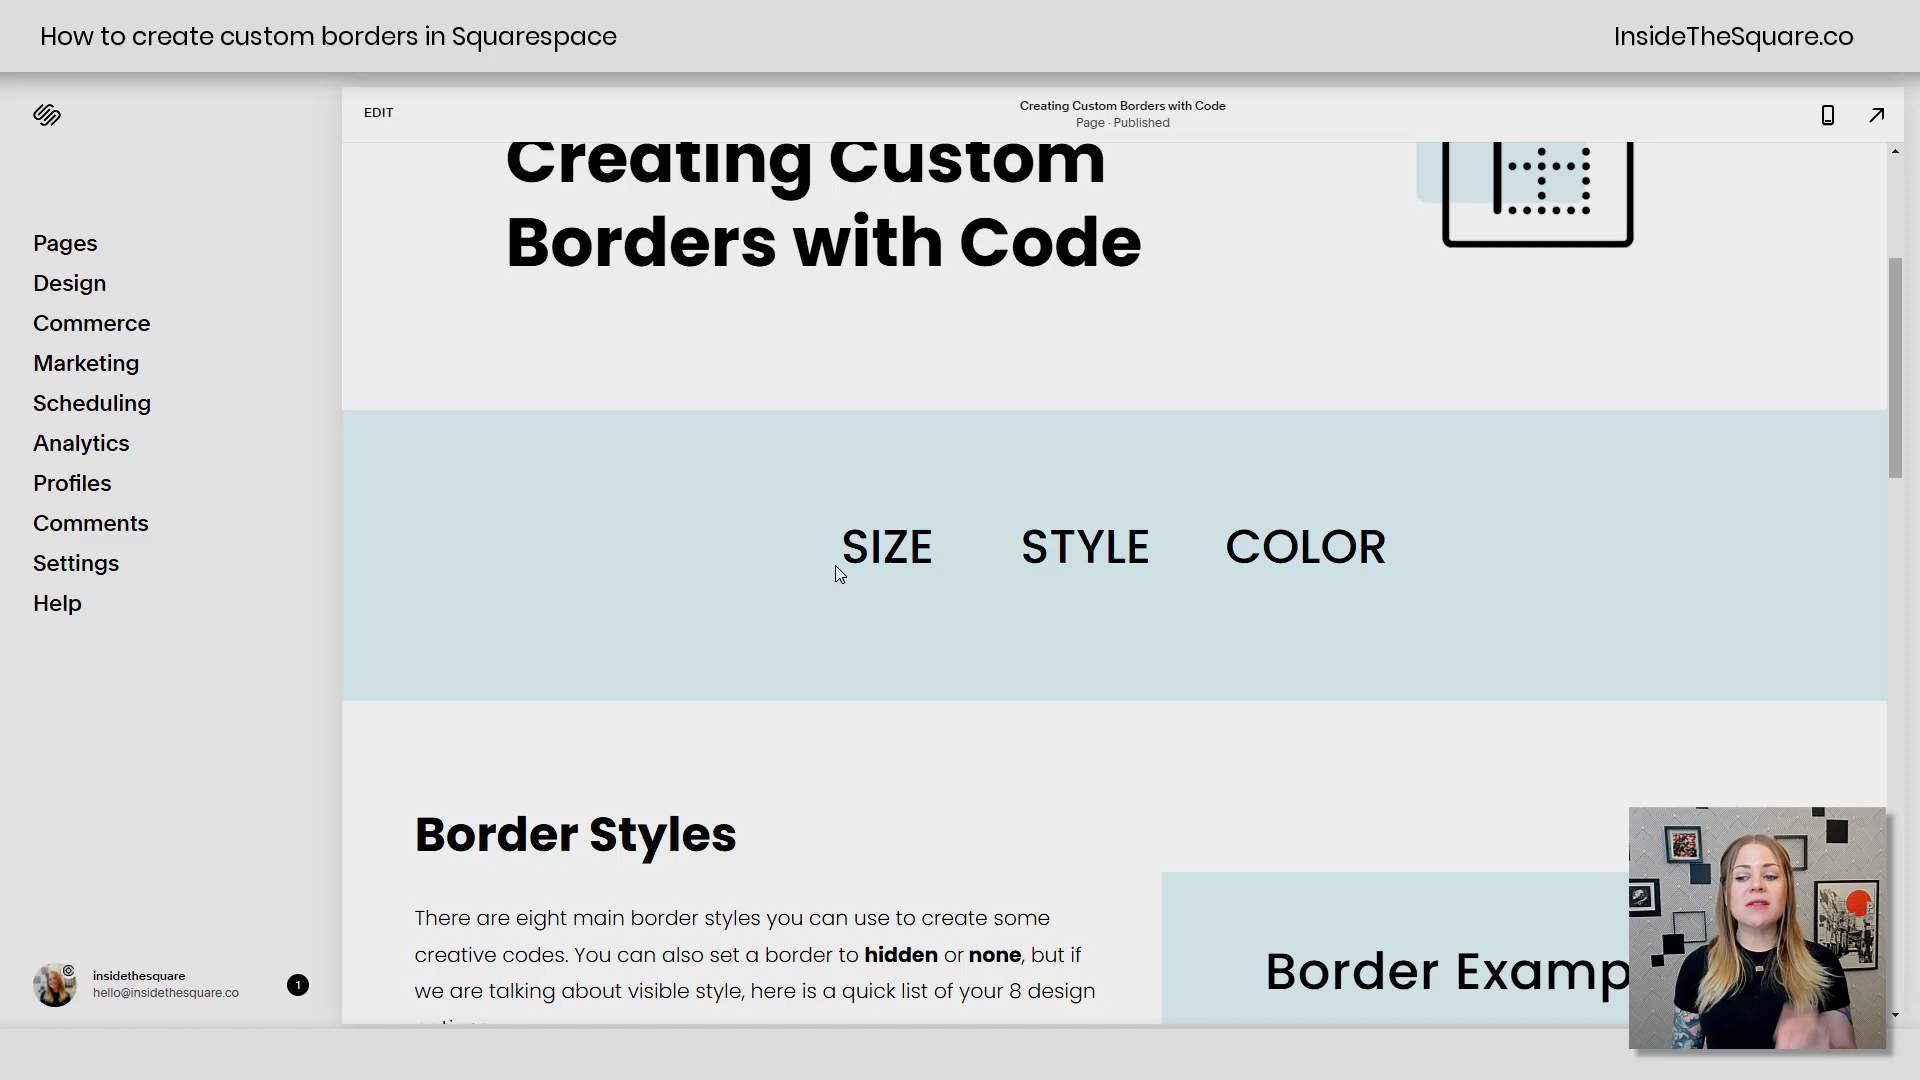 How to create custom borders in Squarespace
InsideTheSquare.co
EDIT
Creating Custom Borders with Code
Page · Published
Creating Custom
Borders with Code
Pages
Design
Commerce
Marketing
Scheduling
Analytics
Profiles
Comments
Settings
Help
SIZE STYLE COLOR
Border Styles
There are eight main border styles you can use to create some
creative codes. You can also set a border to hidden or none, but if
we are talking about visible style, here is a quick list of your 8 design
Border Examp
insidethesquare
hello@insidethesquare.co
1